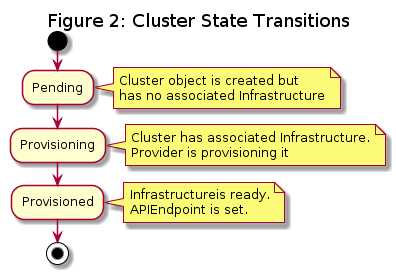 Figure 2: Cluster State Transitions
Pending
Cluster object is created but
has no associated Infrastructure
Provisioning
Cluster has associated Infrastructure.
Provider is provisioning it
Provisioned
Infrastructureis ready.
APIEndpoint is set.